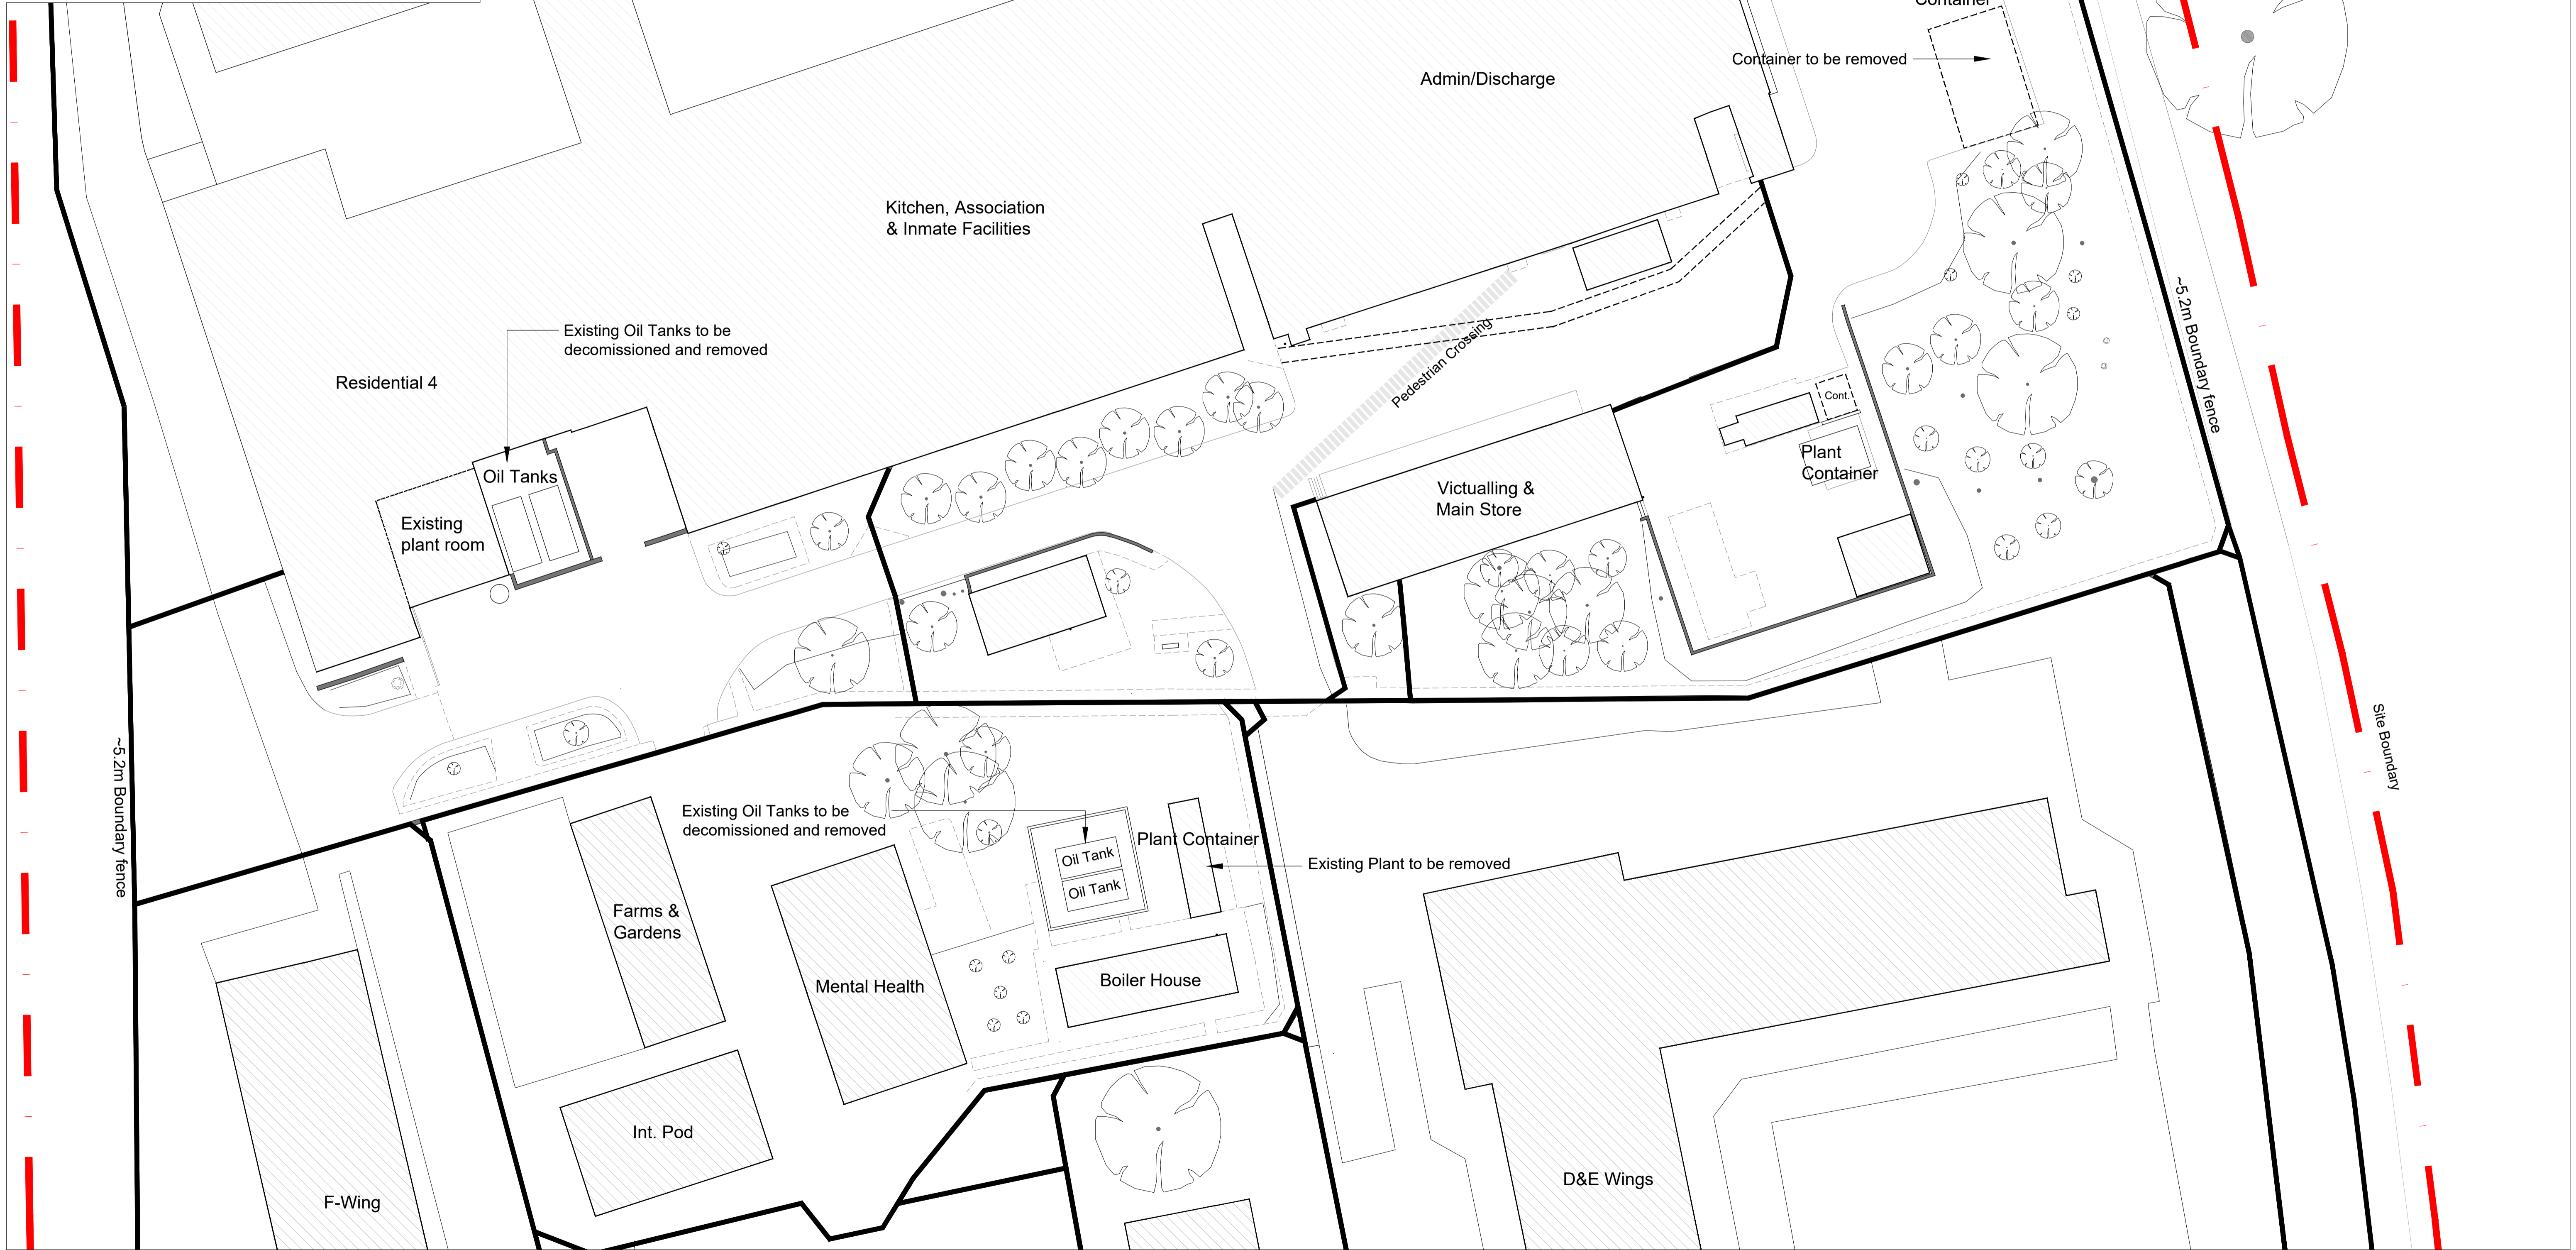 Container
Container to be removed
Admin/Discharge
Kitchen, Association
& Inmate Facilities
Existing Oil Tanks to be
decomissioned and removed
Residential 4
Pedestrian Crossing
~5.2m Boundary fence
Cont.
Plant
Container
Oil Tanks
Existing
plant room
Victualling &
Main Store
Site Boundary
~5.2m Boundary fence
Existing Oil Tanks to be
decomissioned and removed
Plant Container
Oil Tank
Oil Tank
Existing Plant to be removed
Farms &
Gardens
Mental Health
Boiler House
Int. Pod
F-Wing
D&E Wings